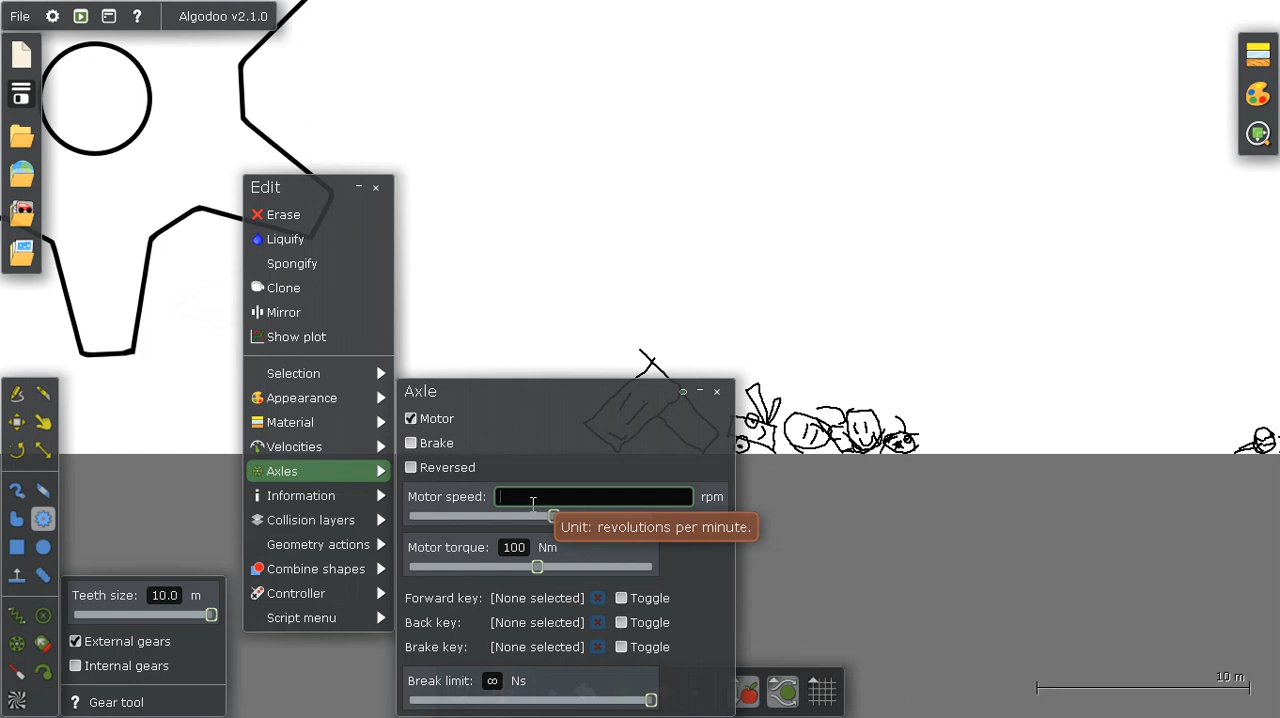 File ? Algodoo v2.1.0
Edit
Erase
Liquify
Spongify
Clone
Mirror
Show plot
Selection
Appearance
Material
Velocities
Axles
Information
Collision layers
Geometry actions
Combine shapes
Controller
Script menu
Axle
Motor
Brake
Reversed
Motor speed: rpm
Unit: revolutions per minute.
Motor torque: 100 Nm
Forward key: [None selected] Toggle
Back key: [None selected] Toggle
Brake key: [None selected] Toggle
Break limit: ∞ Ns
Teeth size: 10.0 m
External gears
Internal gears
? Gear tool
10 m